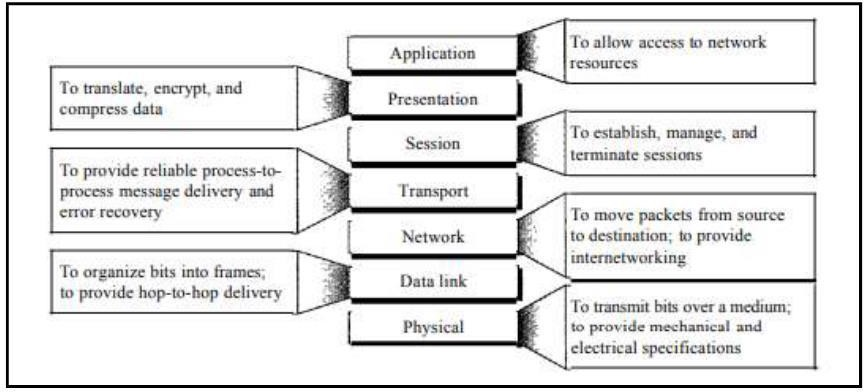 Application
To allow access to network
resources
To translate, encrypt, and
compress data
Presentation
Session
To establish, manage, and
terminate sessions
To provide reliable process-to-
process message delivery and
error recovery
Transport
Network
To move packets from source
to destination; to provide
internetworking
To organize bits into frames;
to provide hop-to-hop delivery
Data link
Physical
To transmit bits over a medium;
to provide mechanical and
electrical specifications